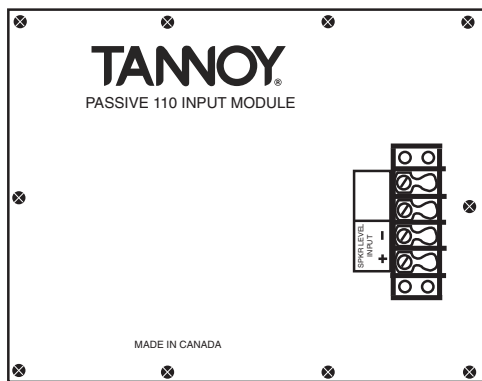 TANNOY®
PASSIVE 110 INPUT MODULE
SPKR LEVEL
INPUT
+ -
MADE IN CANADA